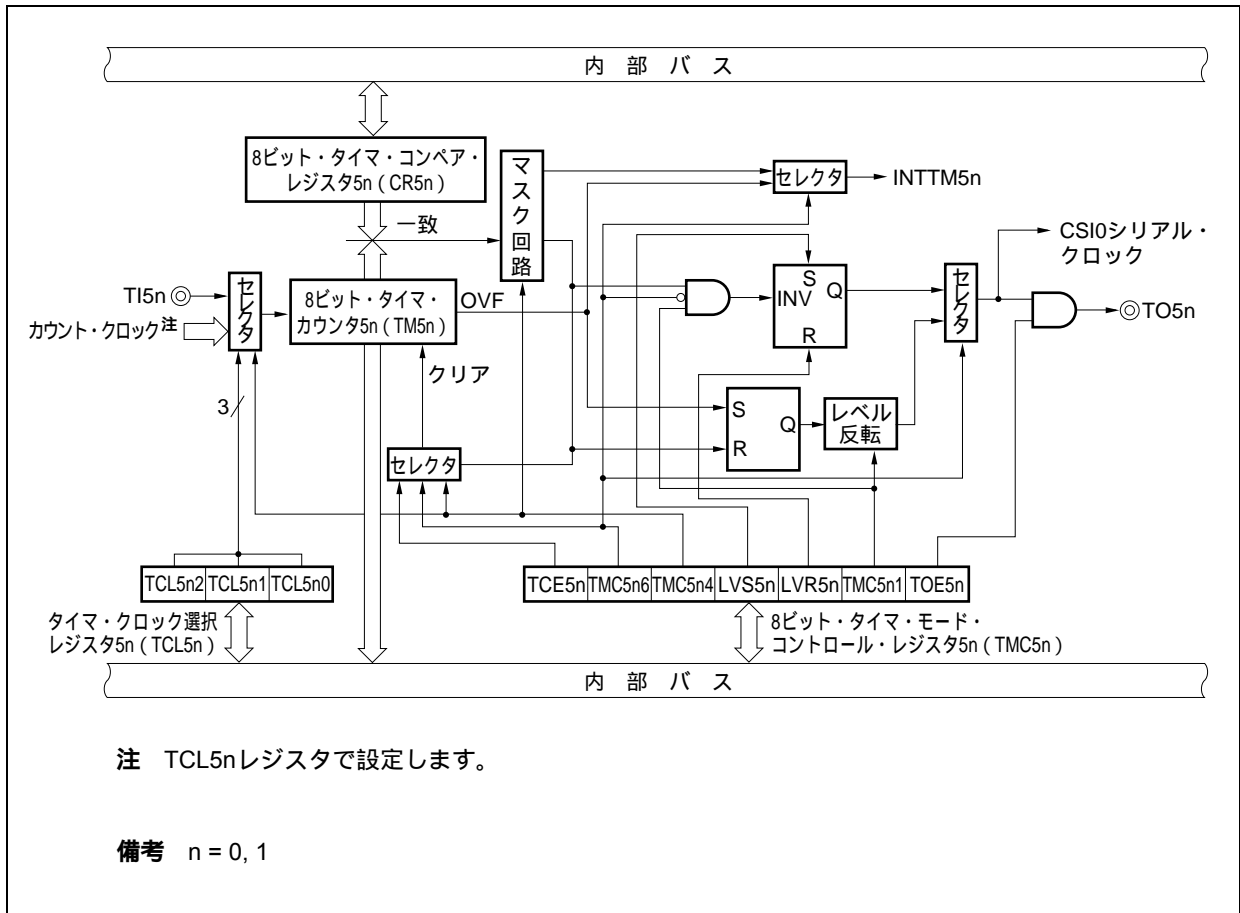 内 部 バ ス
8ビット・タイマ・コンペア・
レジスタ5n（CR5n）
マスク回路
セレクタ
INTTM5n
一致
CSI0シリアル・
クロック
TI5n
カウント・クロック注
セレクタ
8ビット・タイマ・
カウンタ5n（TM5n）
OVF
クリア
S
INV
Q
R
セレクタ
TO5n
3
セレクタ
S
Q
R
レベル
反転
TCL5n2 TCL5n1 TCL5n0
TCE5n TMC5n6 TMC5n4 LVS5n LVR5n TMC5n1 TOE5n
タイマ・クロック選択
レジスタ5n（TCL5n）
8ビット・タイマ・モード・
コントロール・レジスタ5n（TMC5n）
内 部 バ ス
注 TCL5nレジスタで設定します。
備考 n = 0, 1